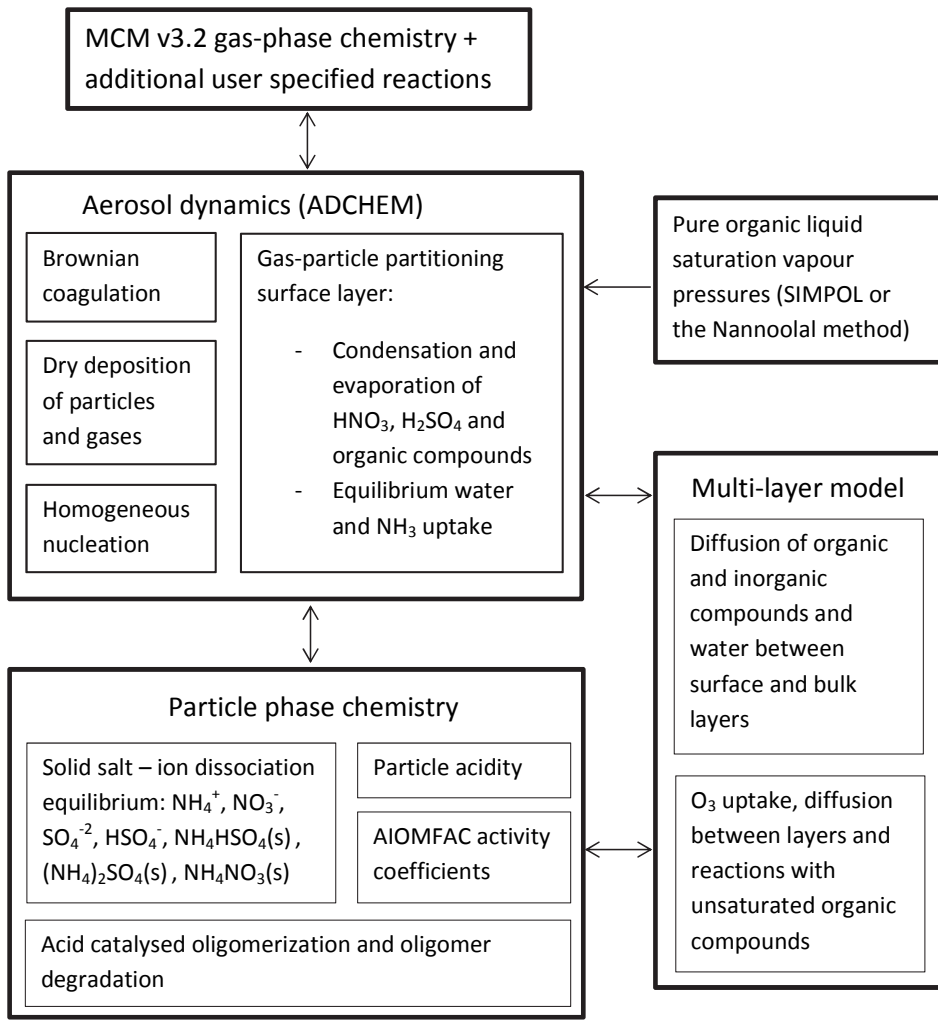 MCM v3.2 gas-phase chemistry +
additional user specified reactions
Aerosol dynamics (ADCHEM)
Brownian
coagulation
Dry deposition
of particles
and gases
Homogeneous
nucleation
Gas-particle partitioning
surface layer:
- Condensation and
evaporation of
HNO₃, H₂SO₄ and
organic compounds
- Equilibrium water
and NH₃ uptake
Pure organic liquid
saturation vapour
pressures (SIMPOL or
the Nannoolal method)
Multi-layer model
Diffusion of organic
and inorganic
compounds and
water between
surface and bulk
layers
O₃ uptake, diffusion
between layers and
reactions with
unsaturated organic
compounds
Particle phase chemistry
Solid salt – ion dissociation
equilibrium: NH₄⁺, NO₃⁻,
SO₄⁻², HSO₄⁻, NH₄HSO₄(s) ,
(NH₄)₂SO₄(s) , NH₄NO₃(s)
Particle acidity
AIOMFAC activity
coefficients
Acid catalysed oligomerization and oligomer
degradation